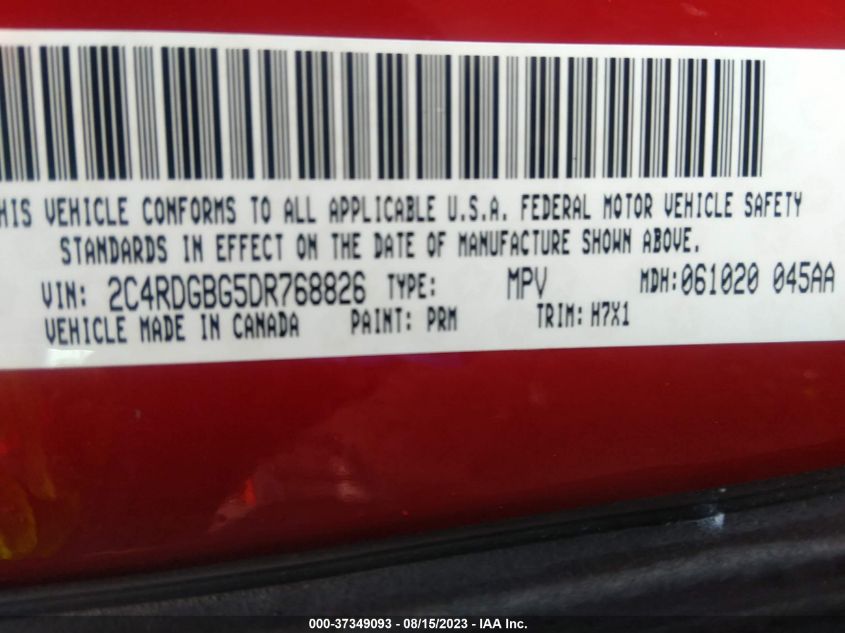 HIS VEHICLE CONFORMS TO ALL APPLICABLE U.S.A. FEDERAL MOTOR VEHICLE SAFETY
STANDARDS IN EFFECT ON THE DATE OF MANUFACTURE SHOWN ABOVE.
VIN: 2C4RDGBG5DR768826 TYPE: MPV MDH:061020 045AA
VEHICLE MADE IN CANADA PAINT: PRM TRIM: H7X1
000-37349093 - 08/15/2023 - IAA Inc.